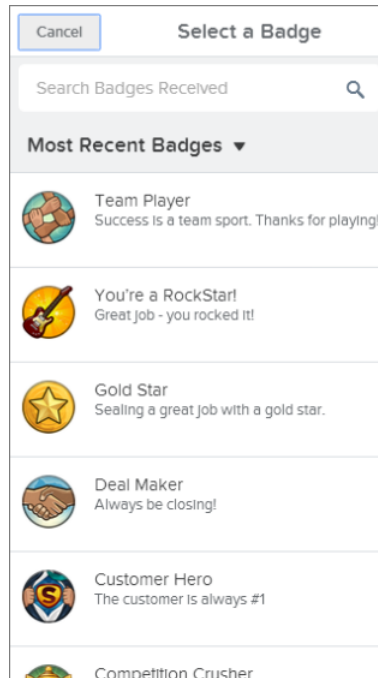 Cancel
Select a Badge
Search Badges Received
Most Recent Badges ▼
Team Player
Success is a team sport. Thanks for playing!
You're a RockStar!
Great job - you rocked it!
Gold Star
Sealing a great job with a gold star.
Deal Maker
Always be closing!
S
Customer Hero
The customer is always #1
Competition Crusher